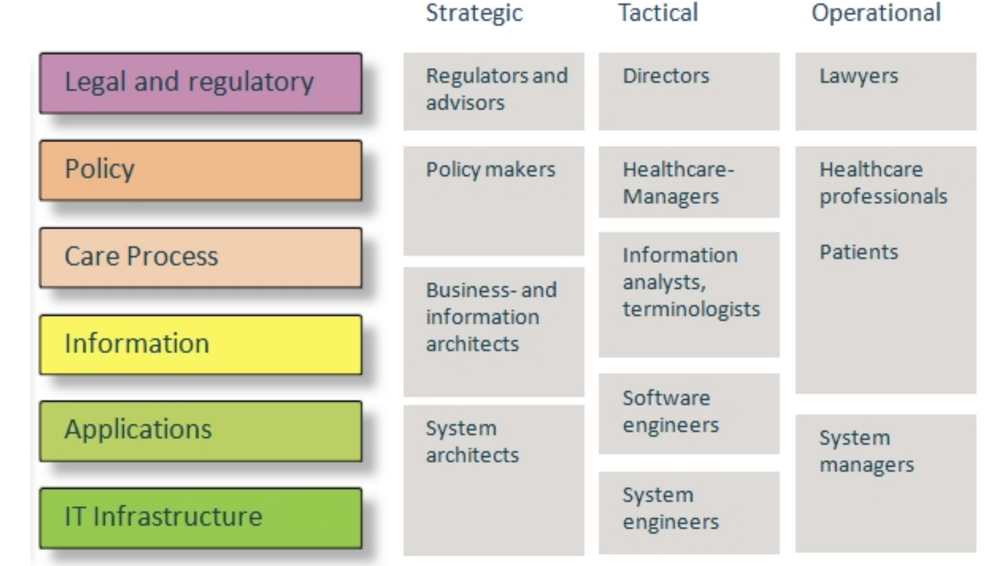 Strategic
Tactical
Operational
Legal and regulatory
Regulators and
advisors
Directors
Lawyers
Policy
Policy makers
Healthcare-
Managers
Healthcare
professionals
Patients
Care Process
Information
analysts,
terminologists
Business- and
information
architects
Information
Software
engineers
Applications
System
architects
System
managers
IT Infrastructure
System
engineers